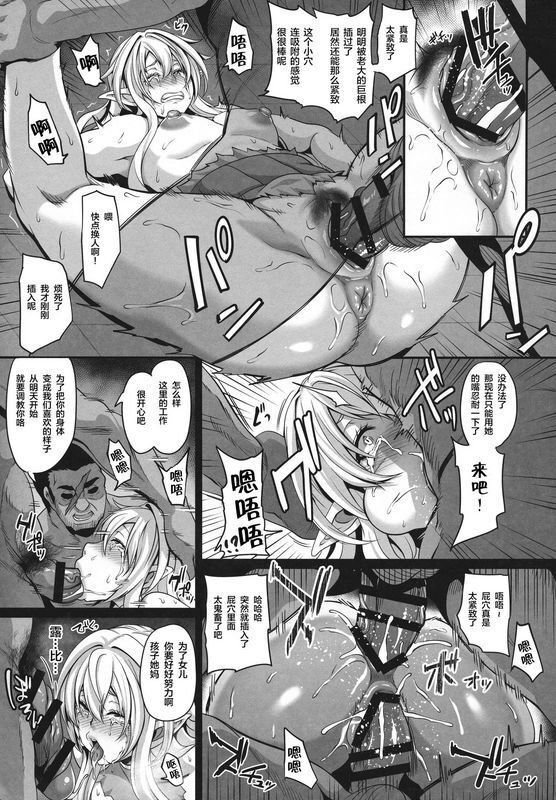 真是
太紧致了
明明被老大的巨根
插过了
居然还能那么紧致
这个小穴
连吸附的感觉
很很棒呢
唔唔
啊啊
啊啊
喂
快点换人啊！
烦死了
我才刚刚
插入呢
没办法了
那现在只能用她
的嘴忍耐一下了
来吧！
嗯唔唔
!?
怎么样
这里的工作
很开心吧
为了把你的身体
变成我们喜欢的样子
从明天开始
就要调教你咯
嗯嗯
嗯唔
唔唔~
屁穴真是
太紧致了
哈哈哈
突然就插入了
屁穴里面
太鬼畜了吧
嗯嗯
嗯嗯
为了女儿
你要好好努力啊
孩子她妈
露…比…
呕唔